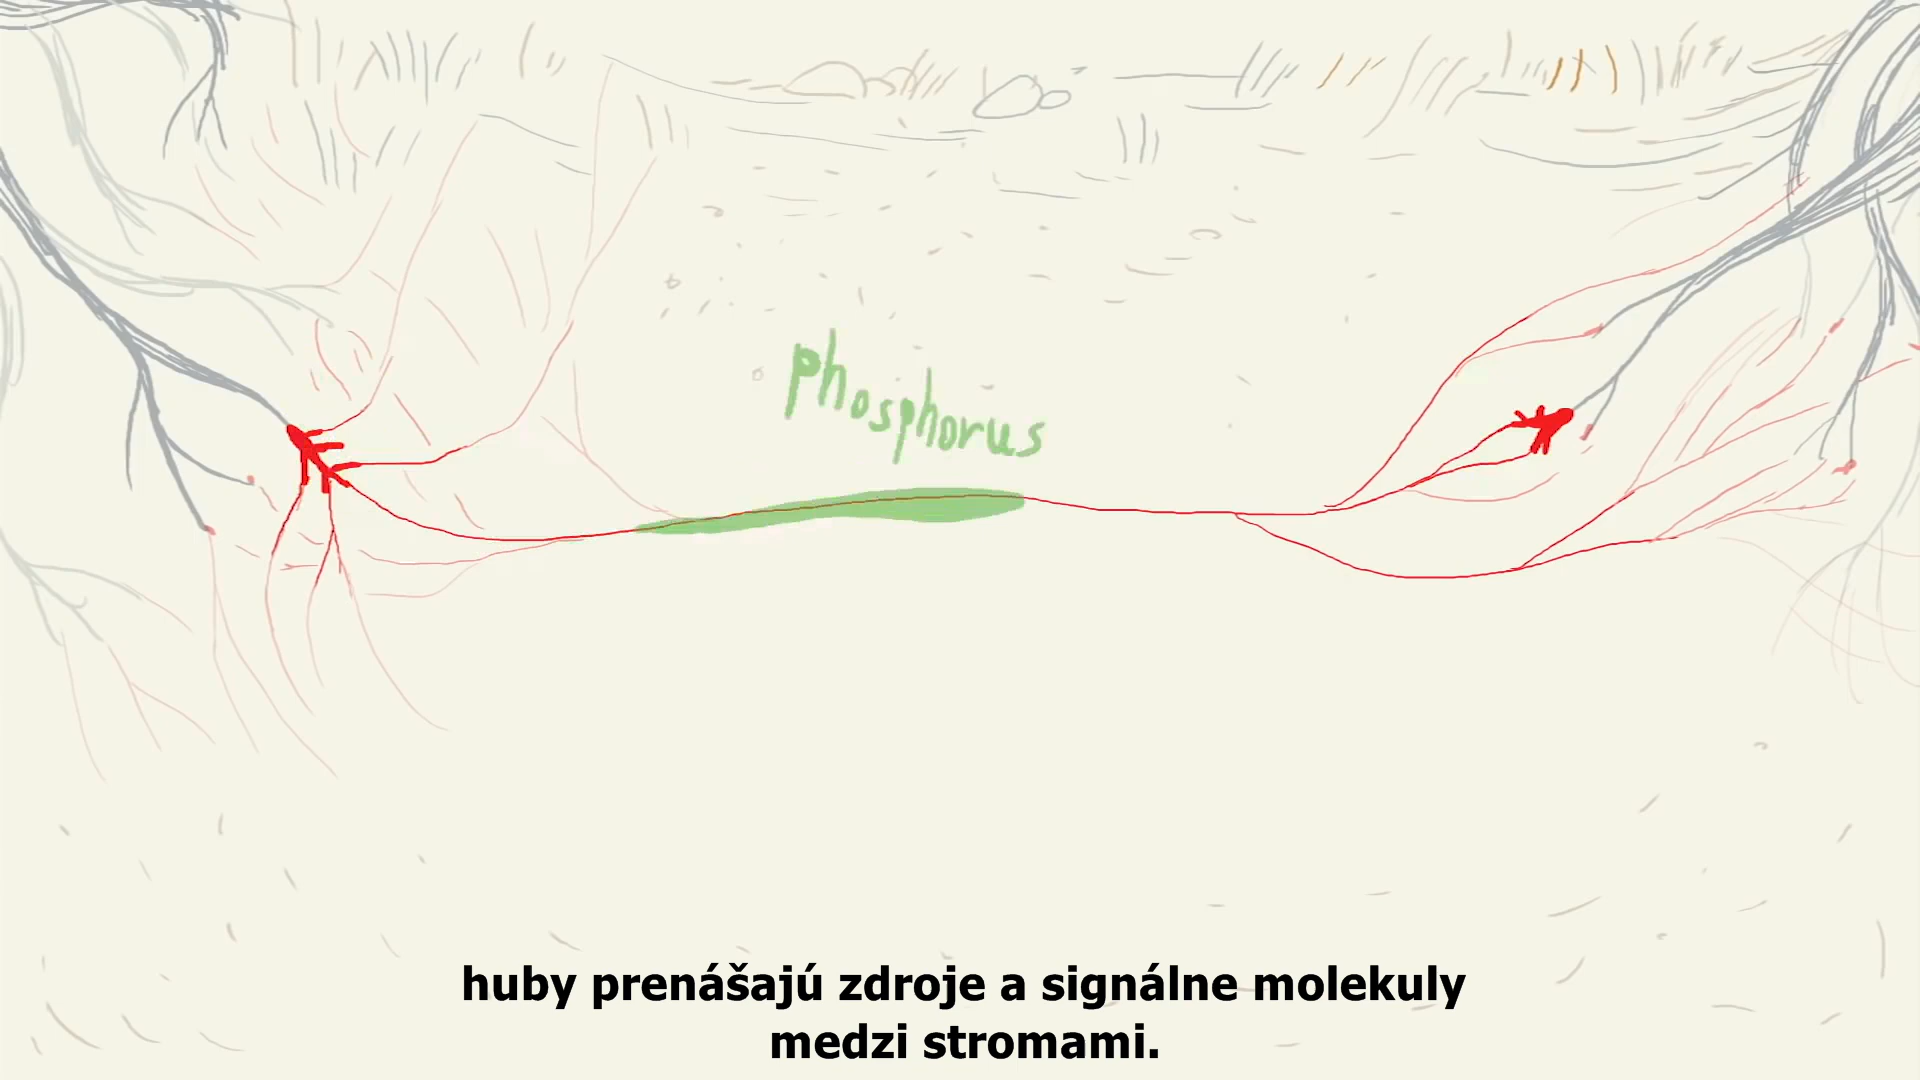 phosphorus
huby prenášajú zdroje a signálne molekuly
medzi stromami.